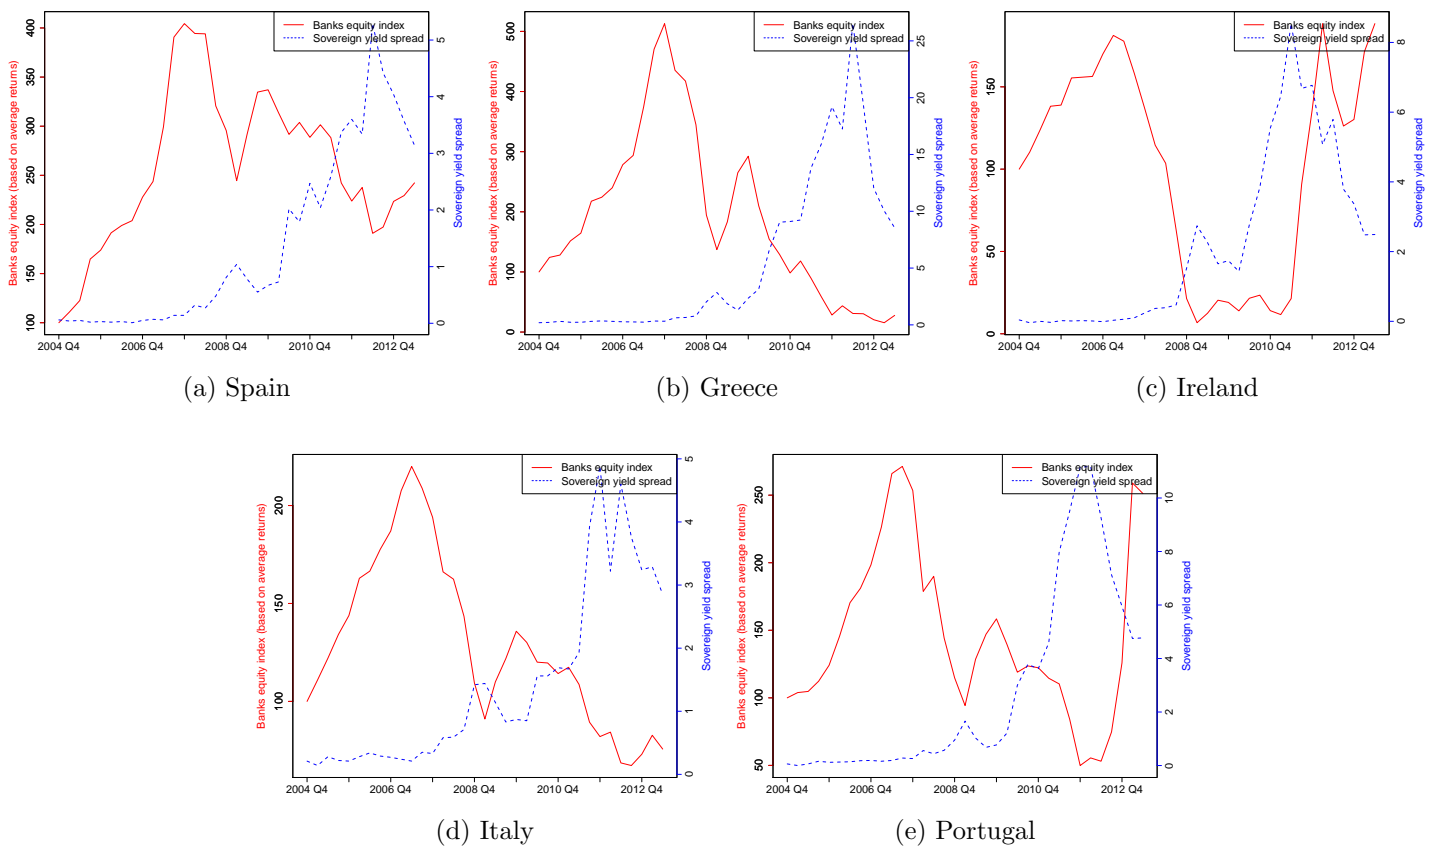 Banks equity index
Sovereign yield spread
Banks equity index (based on average returns)
100 150 200 250 300 350 400
Sovereign yield spread
0 1 2 3 4 5
2004 Q4 2006 Q4 2008 Q4 2010 Q4 2012 Q4
(a) Spain
Banks equity index
Sovereign yield spread
Banks equity index (based on average returns)
0 100 200 300 400 500
Sovereign yield spread
0 5 10 15 20 25
2004 Q4 2006 Q4 2008 Q4 2010 Q4 2012 Q4
(b) Greece
Banks equity index
Sovereign yield spread
Banks equity index (based on average returns)
0 50 100 150
Sovereign yield spread
0 2 4 6 8
2004 Q4 2006 Q4 2008 Q4 2010 Q4 2012 Q4
(c) Ireland
Banks equity index
Sovereign yield spread
Banks equity index (based on average returns)
100 150 200
Sovereign yield spread
0 1 2 3 4 5
2004 Q4 2006 Q4 2008 Q4 2010 Q4 2012 Q4
(d) Italy
Banks equity index
Sovereign yield spread
Banks equity index (based on average returns)
50 100 150 200 250
Sovereign yield spread
0 2 4 6 8 10
2004 Q4 2006 Q4 2008 Q4 2010 Q4 2012 Q4
(e) Portugal